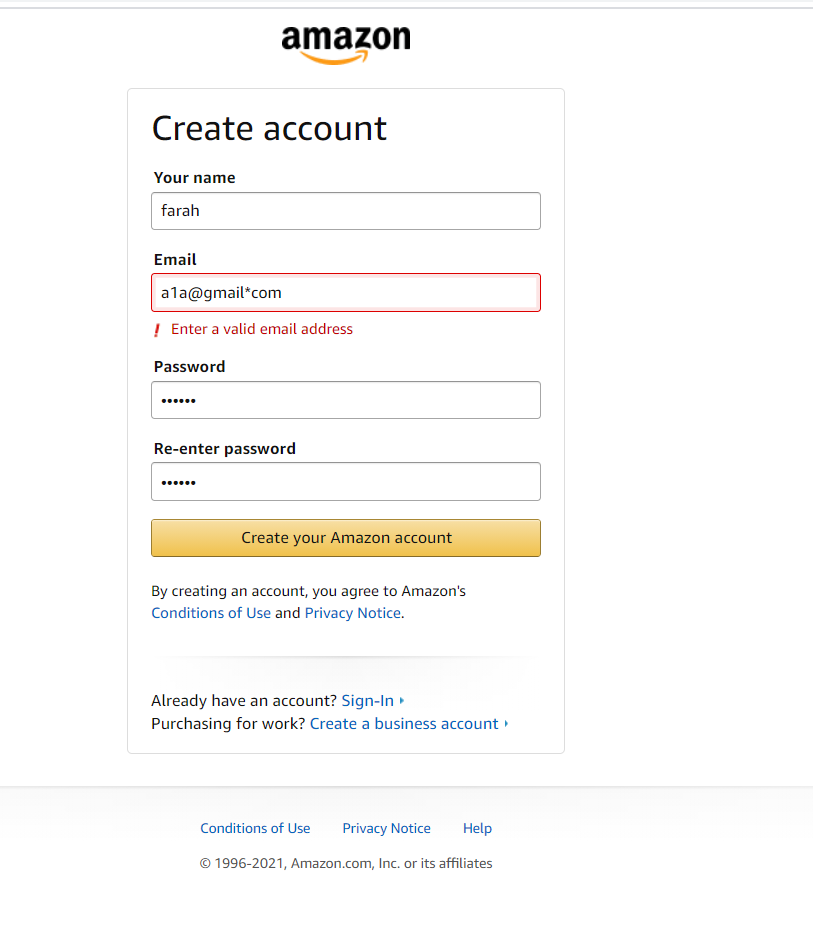 amazon
Create account
Your name
farah
Email
a1a@gmail*com
! Enter a valid email address
Password
••••••
Re-enter password
••••••
Create your Amazon account
By creating an account, you agree to Amazon's
Conditions of Use and Privacy Notice.
Already have an account? Sign-In
Purchasing for work? Create a business account
Conditions of Use Privacy Notice Help
© 1996-2021, Amazon.com, Inc. or its affiliates